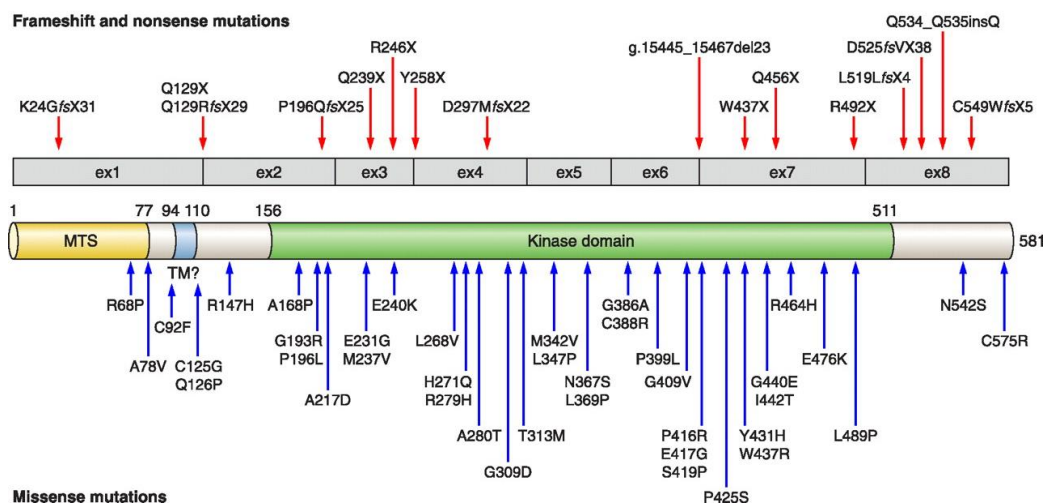 Frameshift and nonsense mutations
Q534_Q535insQ
R246X
g.15445_15467del23
D525fsVX38
Q239X
Y258X
Q456X
L519LfsX4
Q129X
K24GfsX31
Q129RfsX29
P196QfsX25
D297MfsX22
W437X
R492X
C549WfsX5
ex1 ex2 ex3 ex4 ex5 ex6 ex7 ex8
1 77 94 110 156 511
MTS Kinase domain 581
TM?
R68P
R147H
A168P
E240K
G386A
C388R
R464H
N542S
C92F
G193R
P196L
E231G
M237V
L268V
M342V
L347P
P399L
E476K
C575R
A78V
C125G
Q126P
H271Q
R279H
N367S
L369P
G409V
G440E
I442T
A217D
A280T
T313M
P416R
E417G
S419P
Y431H
W437R
L489P
G309D
P425S
Missense mutations